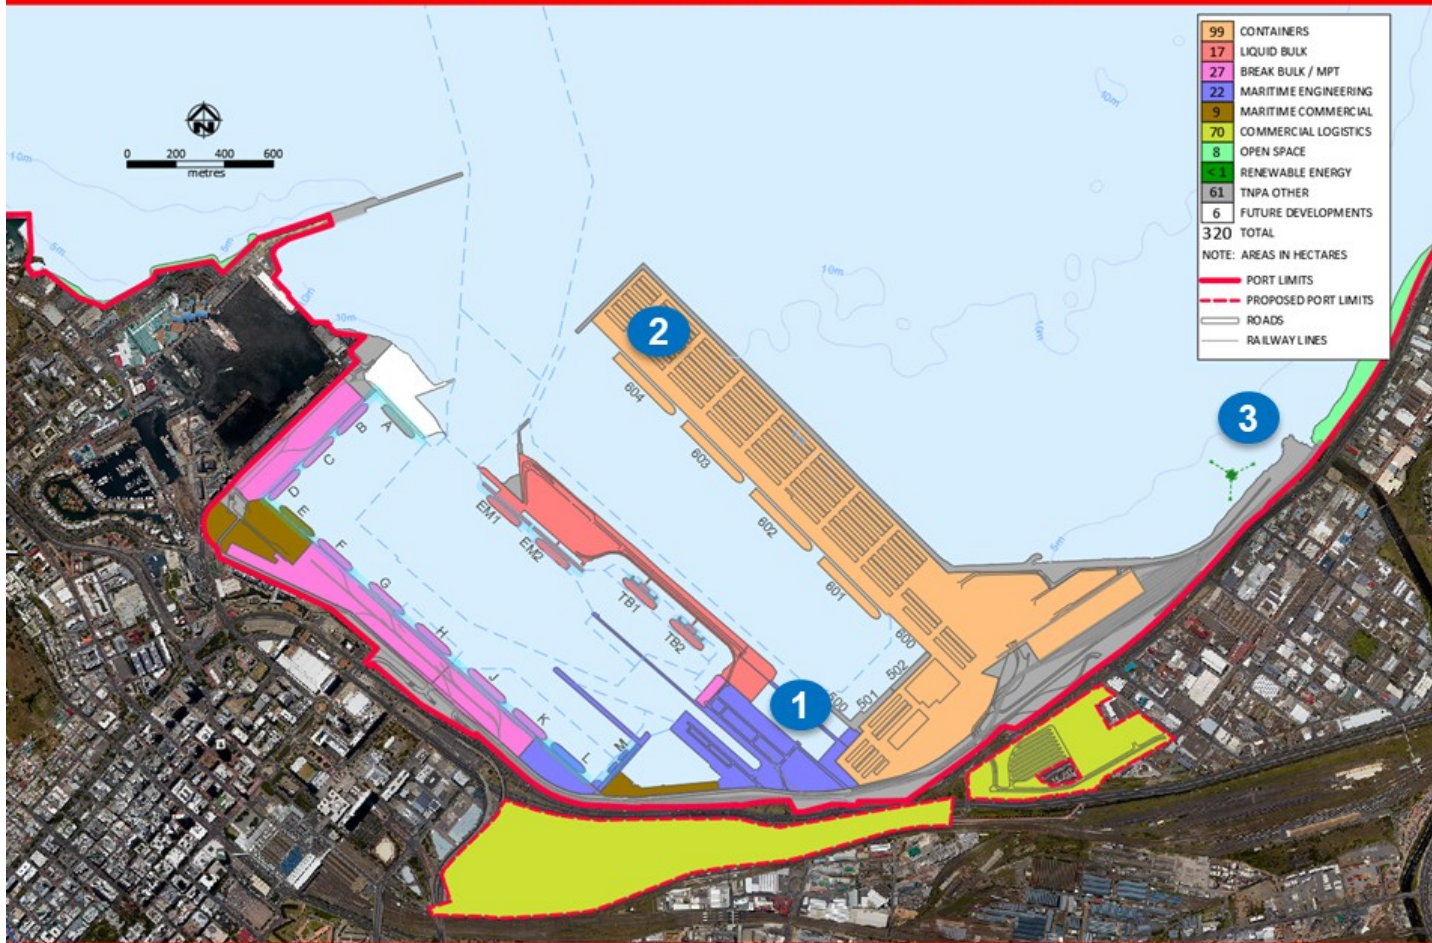 99 CONTAINERS
17 LIQUID BULK
27 BREAK BULK / MPT
22 MARITIME ENGINEERING
9 MARITIME COMMERCIAL
70 COMMERCIAL LOGISTICS
8 OPEN SPACE
< 1 RENEWABLE ENERGY
61 TNPA OTHER
6 FUTURE DEVELOPMENTS
320 TOTAL
NOTE: AREAS IN HECTARES
PORT LIMITS
PROPOSED PORT LIMITS
ROADS
RAILWAY LINES
N
0 200 400 600
metres
10m
5m
5m
10m
10m
10m
10m
10m
5m
2
3
1
604
603
602
601
600
502
501
500
A
B
C
D
E
F
G
H
J
K
L
M
EM1
EM2
TB1
TB2